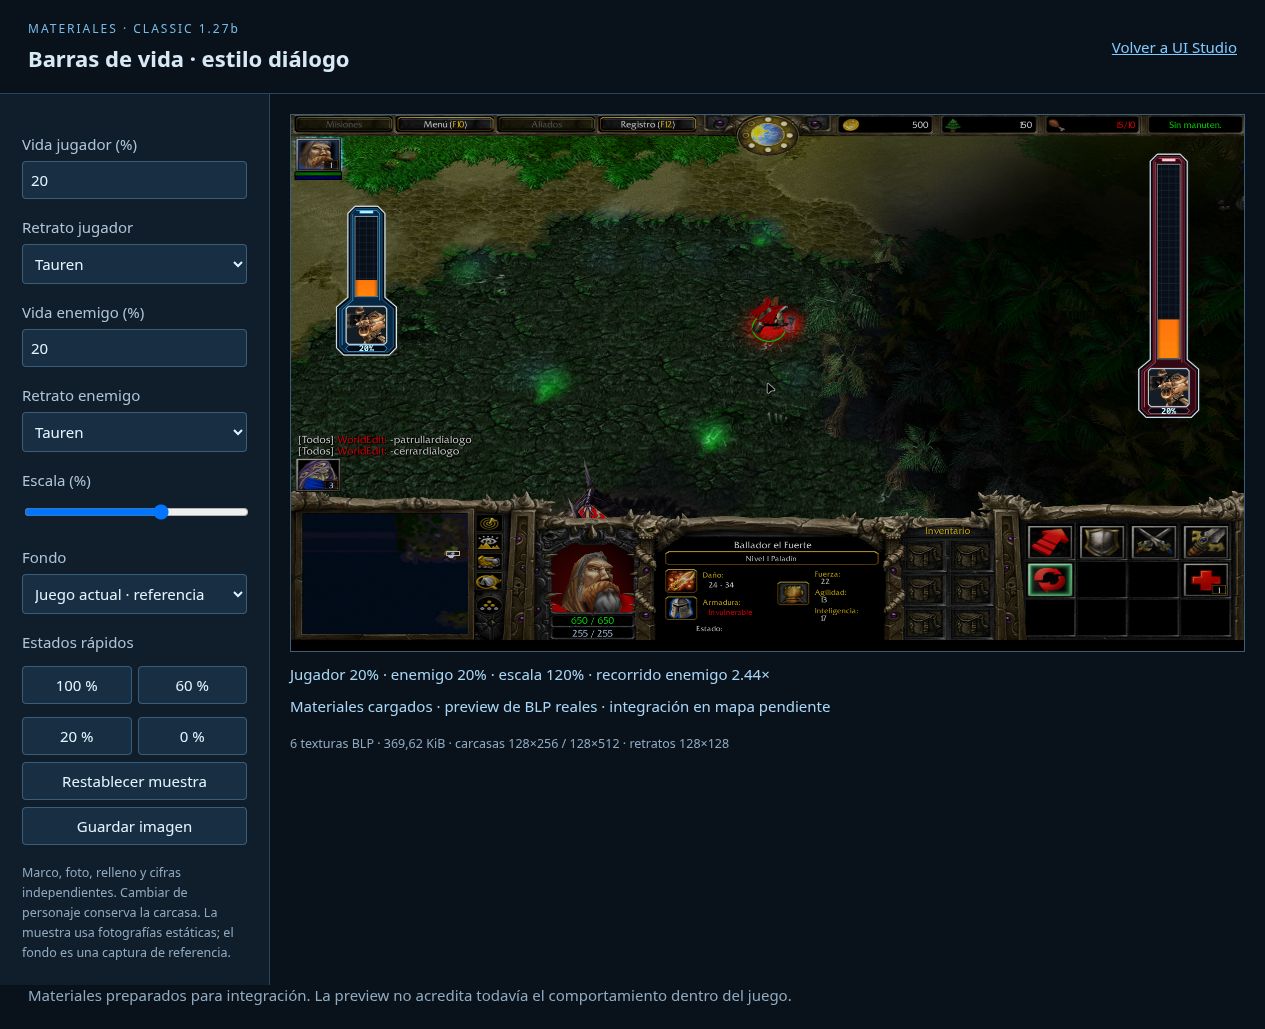 MATERIALES · CLASSIC 1.27b
Barras de vida · estilo diálogo
Volver a UI Studio
Vida jugador (%)
20
Retrato jugador
Tauren
Vida enemigo (%)
20
Retrato enemigo
Tauren
Escala (%)
Fondo
Juego actual · referencia
Estados rápidos
100 %
60 %
20 %
0 %
Restablecer muestra
Guardar imagen
Marco, foto, relleno y cifras
independientes. Cambiar de
personaje conserva la carcasa. La
muestra usa fotografías estáticas; el
fondo es una captura de referencia.
Misiones
Menú (F10)
Aliados
Registro (F12)
500
150
15/10
Sin manuten.
1
20%
20%
[Todos] WorldEdit: -patrullardialogo
[Todos] WorldEdit: -cerrardialogo
3
650 / 650
255 / 255
Ballador el Fuerte
Nivel 1 Paladín
Daño:
24 - 34
Armadura:
Invulnerable
Fuerza:
22
Agilidad:
13
Inteligencia:
17
Estado:
Inventario
1
Jugador 20% · enemigo 20% · escala 120% · recorrido enemigo 2.44×
Materiales cargados · preview de BLP reales · integración en mapa pendiente
6 texturas BLP · 369,62 KiB · carcasas 128×256 / 128×512 · retratos 128×128
Materiales preparados para integración. La preview no acredita todavía el comportamiento dentro del juego.